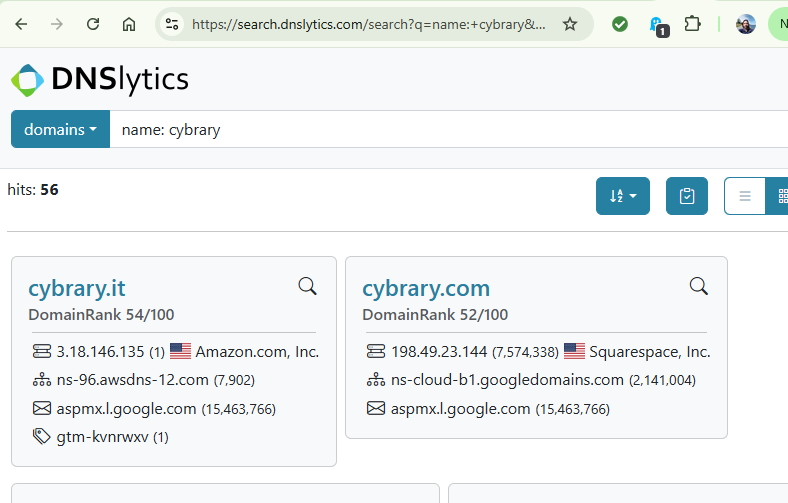 https://search.dnslytics.com/search?q=name:+cybrary&...
1
N
DNSlytics
domains
name: cybrary
hits: 56
cybrary.it
DomainRank 54/100
3.18.146.135 (1) Amazon.com, Inc.
ns-96.awsdns-12.com (7,902)
aspmx.l.google.com (15,463,766)
gtm-kvnrwxv (1)
cybrary.com
DomainRank 52/100
198.49.23.144 (7,574,338) Squarespace, Inc.
ns-cloud-b1.googledomains.com (2,141,004)
aspmx.l.google.com (15,463,766)